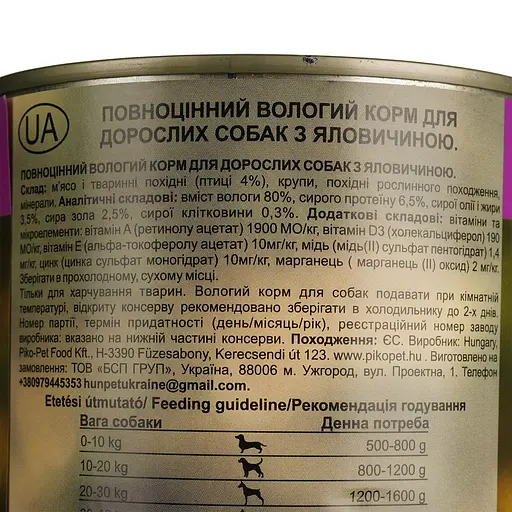 UA
ПОВНОЦІННИЙ ВОЛОГИЙ КОРМ ДЛЯ
ДОРОСЛИХ СОБАК З ЯЛОВИЧИНОЮ.
ПОВНОЦІННИЙ ВОЛОГИЙ КОРМ ДЛЯ ДОРОСЛИХ СОБАК З ЯЛОВИЧИНОЮ.
Склад: м'ясо і тваринні похідні (птиці 4%), крупи, похідні рослинного походження,
мінерали. Аналітичні складові: вміст вологи 80%, сирого протеїну 6,5%, сирої олії і жири
3,5%, сира зола 2,5%, сирої клітковини 0,3%. Додаткові складові: вітаміни та
мікроелементи: вітамін A (ретинолу ацетат) 1900 МО/кг, вітамін D3 (холекальциферол) 190
МО/кг, вітамін Е (альфа-токоферолу ацетат) 10мг/кг, мідь (мідь(II) сульфат пентогідрат) 1,4
мг/кг, цинк (цинка сульфат моногідрат) 10мг/кг, марганець ( марганець (II) оксид) 2 мг/кг.
Зберігати в прохолодному, сухому місці.
Тільки для харчування тварин. Вологий корм для собак подавати при кімнатній
температурі, відкриту консерву рекомендовано зберігати в холодильнику до 2-х днів.
Номер партії, термін придатності (день/місяць/рік), реєстраційний номер заводу
виробника: вказано на нижній частині консерви. Походження: ЄС. Виробник: Hungary,
Piko-Pet Food Kft., H-3390 Füzesabony, Kerecsendi út 123. www.pikopet.hu. Виготовлено на
замовлення: ТОВ «БСП ГРУП», Україна, 88006 м. Ужгород, вул. Проектна, 1. Телефон
+380979445353 hunpetukraine@gmail.com.
Etetési útmutató/ Feeding guideline/Рекомендація годування
Вага собаки Денна потреба
0-10 kg 500-800 g
10-20 kg 800-1200 g
20-30 kg 1200-1600 g